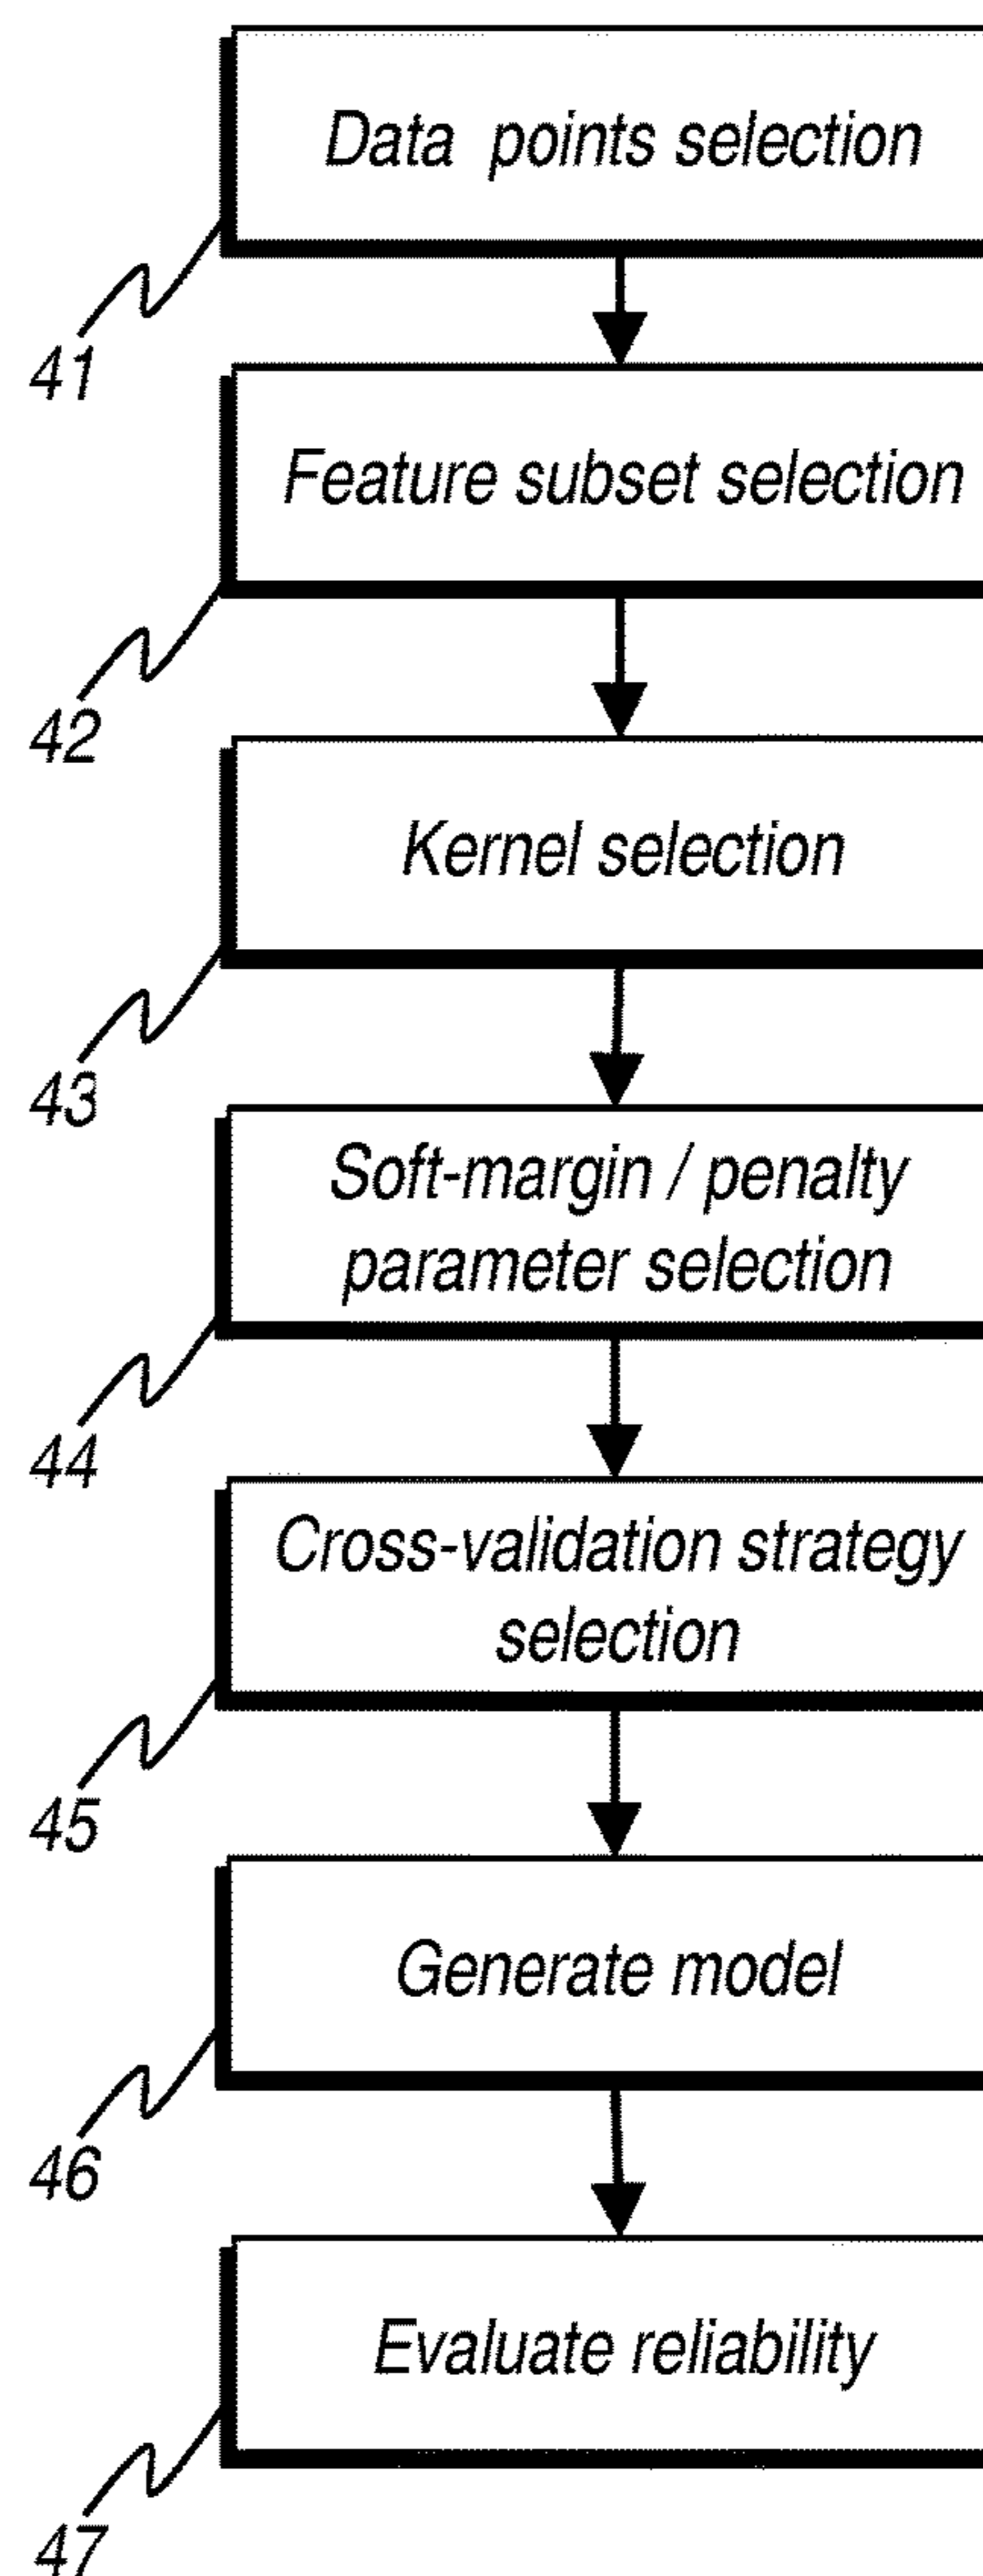 Data points selection
41
Feature subset selection
42
Kernel selection
43
Soft-margin / penalty
parameter selection
44
Cross-validation strategy
selection
45
Generate model
46
Evaluate reliability
47